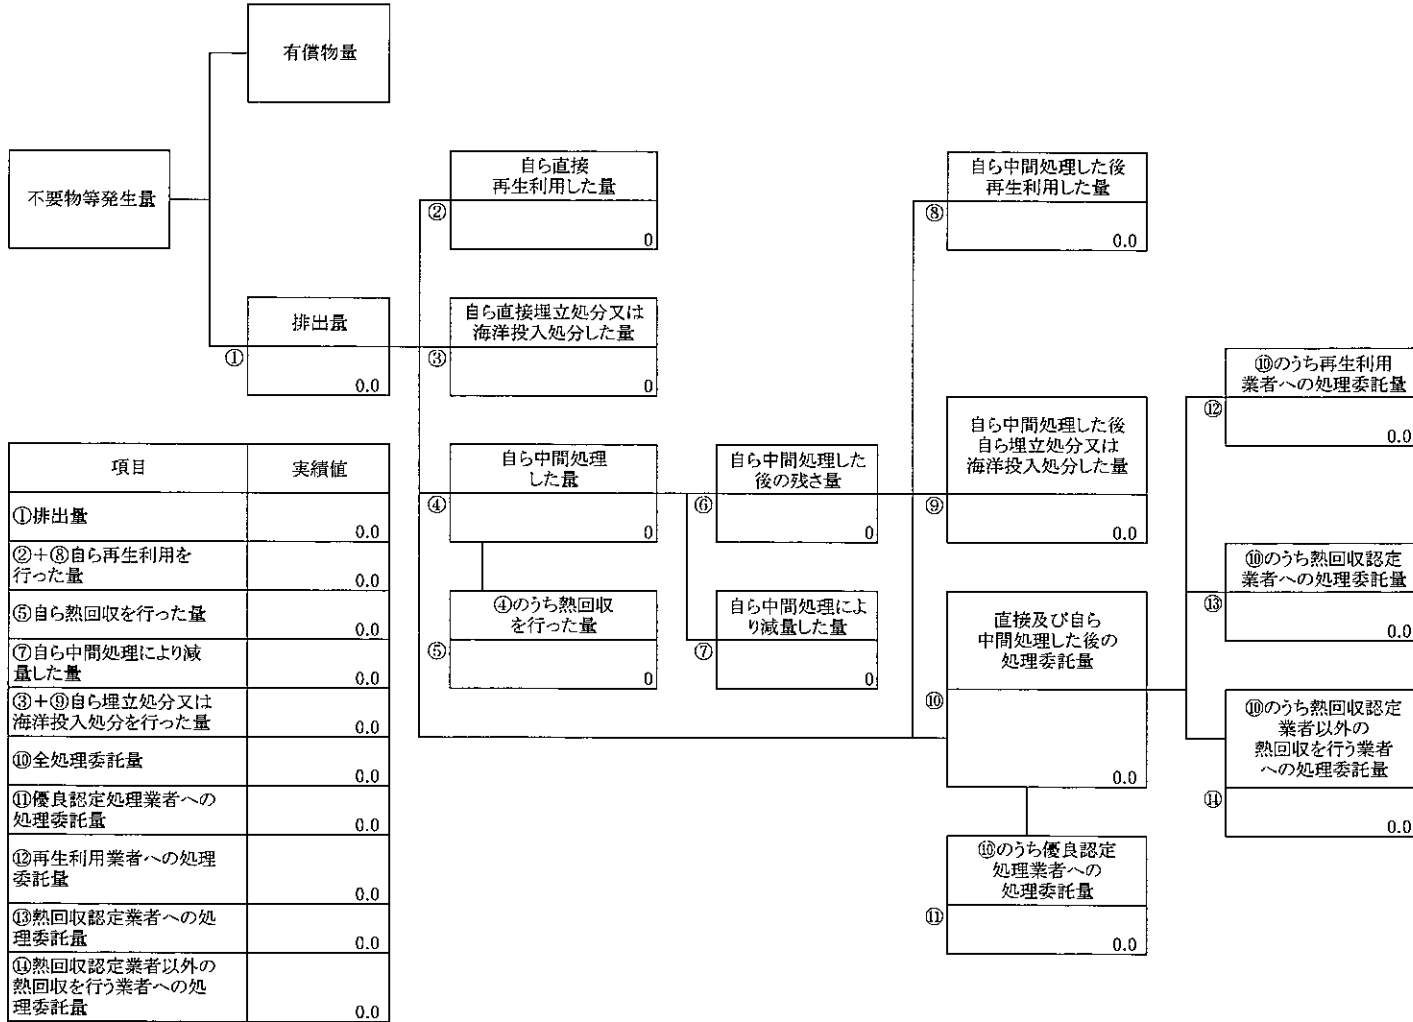 有償物量
不要物等発生量
排出量
①
0.0
自ら直接
再生利用した量
②
0
自ら直接埋立処分又は
海洋投入処分した量
③
0
自ら中間処理
した量
④
0
④のうち熱回収
を行った量
⑤
0
自ら中間処理した
後の残さ量
⑥
0
自ら中間処理によ
り減量した量
⑦
0
自ら中間処理した後
再生利用した量
⑧
0.0
自ら中間処理した後
自ら埋立処分又は
海洋投入処分した量
⑨
0.0
直接及び自ら
中間処理した後の
処理委託量
⑩
0.0
⑩のうち優良認定
処理業者への
処理委託量
⑪
0.0
⑩のうち再生利用
業者への処理委託量
⑫
0.0
⑩のうち熱回収認定
業者への処理委託量
⑬
0.0
⑩のうち熱回収認定
業者以外の
熱回収を行う業者
への処理委託量
⑭
0.0
項目 実績値
①排出量
0.0
②+⑧自ら再生利用を
行った量 0.0
⑤自ら熱回収を行った量
0.0
⑦自ら中間処理により減
量した量 0.0
③+⑨自ら埋立処分又は
海洋投入処分を行った量 0.0
⑩全処理委託量
0.0
⑪優良認定処理業者への
処理委託量 0.0
⑫再生利用業者への処理
委託量
0.0
⑬熱回収認定業者への処
理委託量 0.0
⑭熱回収認定業者以外の
熱回収を行う業者への処
理委託量
0.0